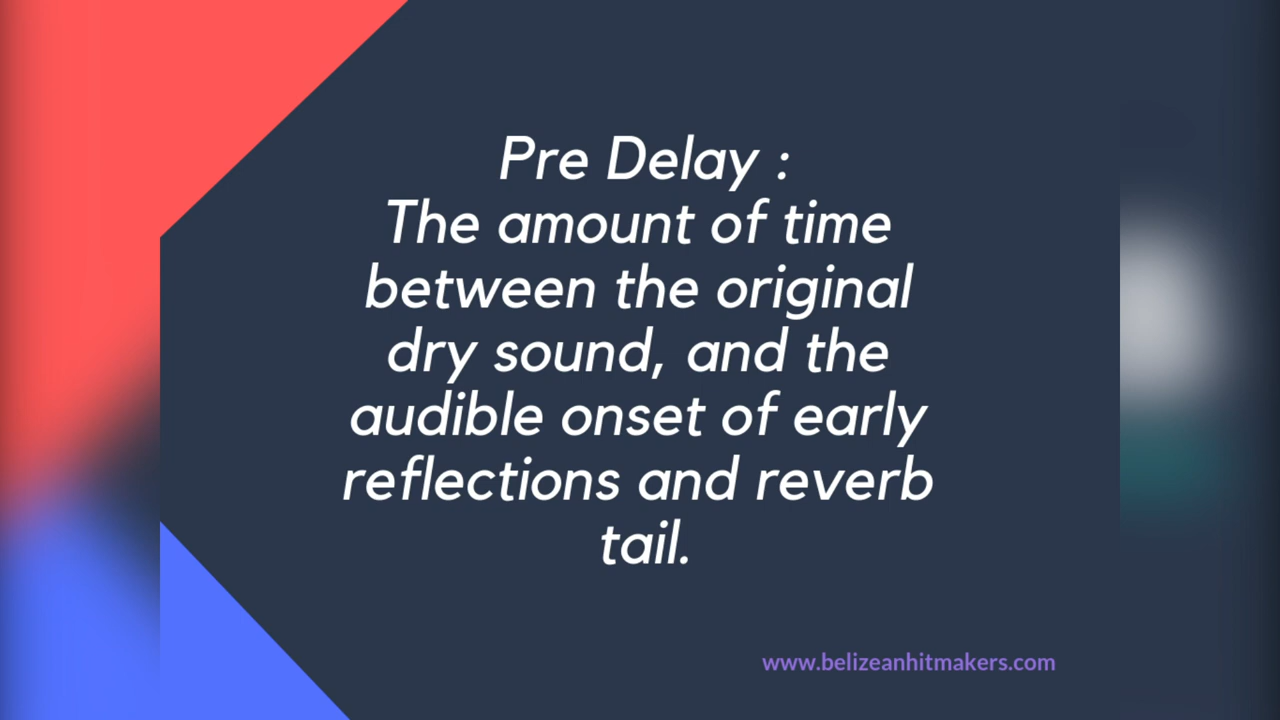 Pre Delay :
The amount of time
between the original
dry sound, and the
audible onset of early
reflections and reverb
tail.
www.belizeanhitmakers.com